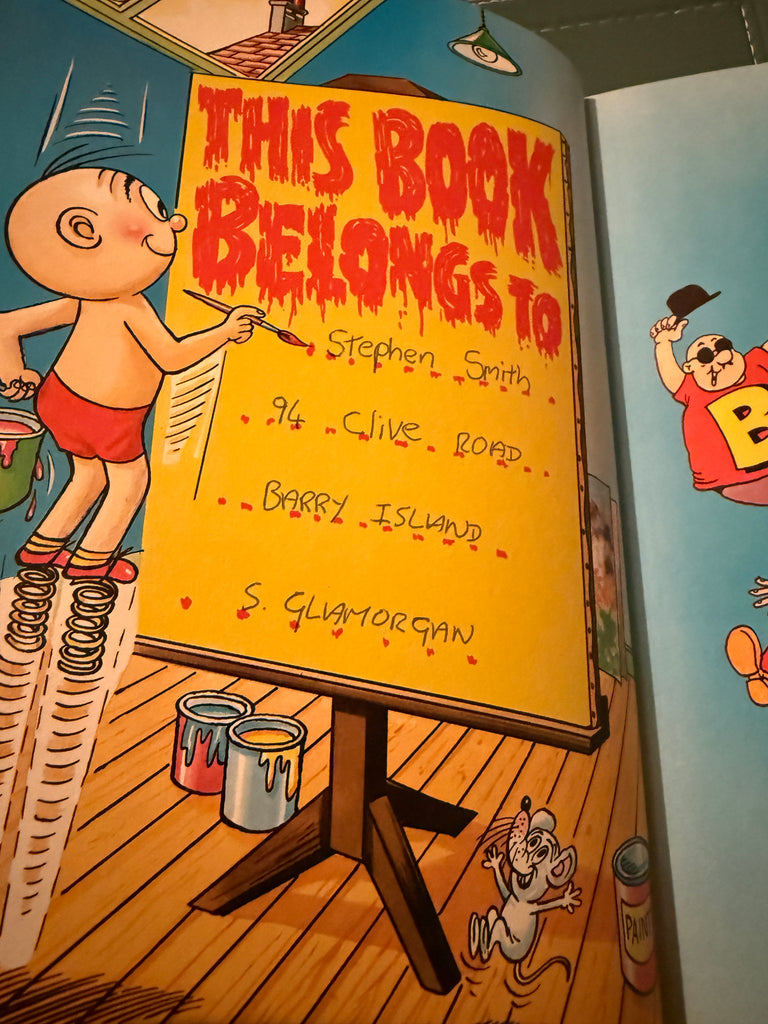 THIS BOOK
BELONGS TO
Stephen Smith
94 Clive ROAD
BARRY ISLAND
S. GLAMORGAN
B
PAINT